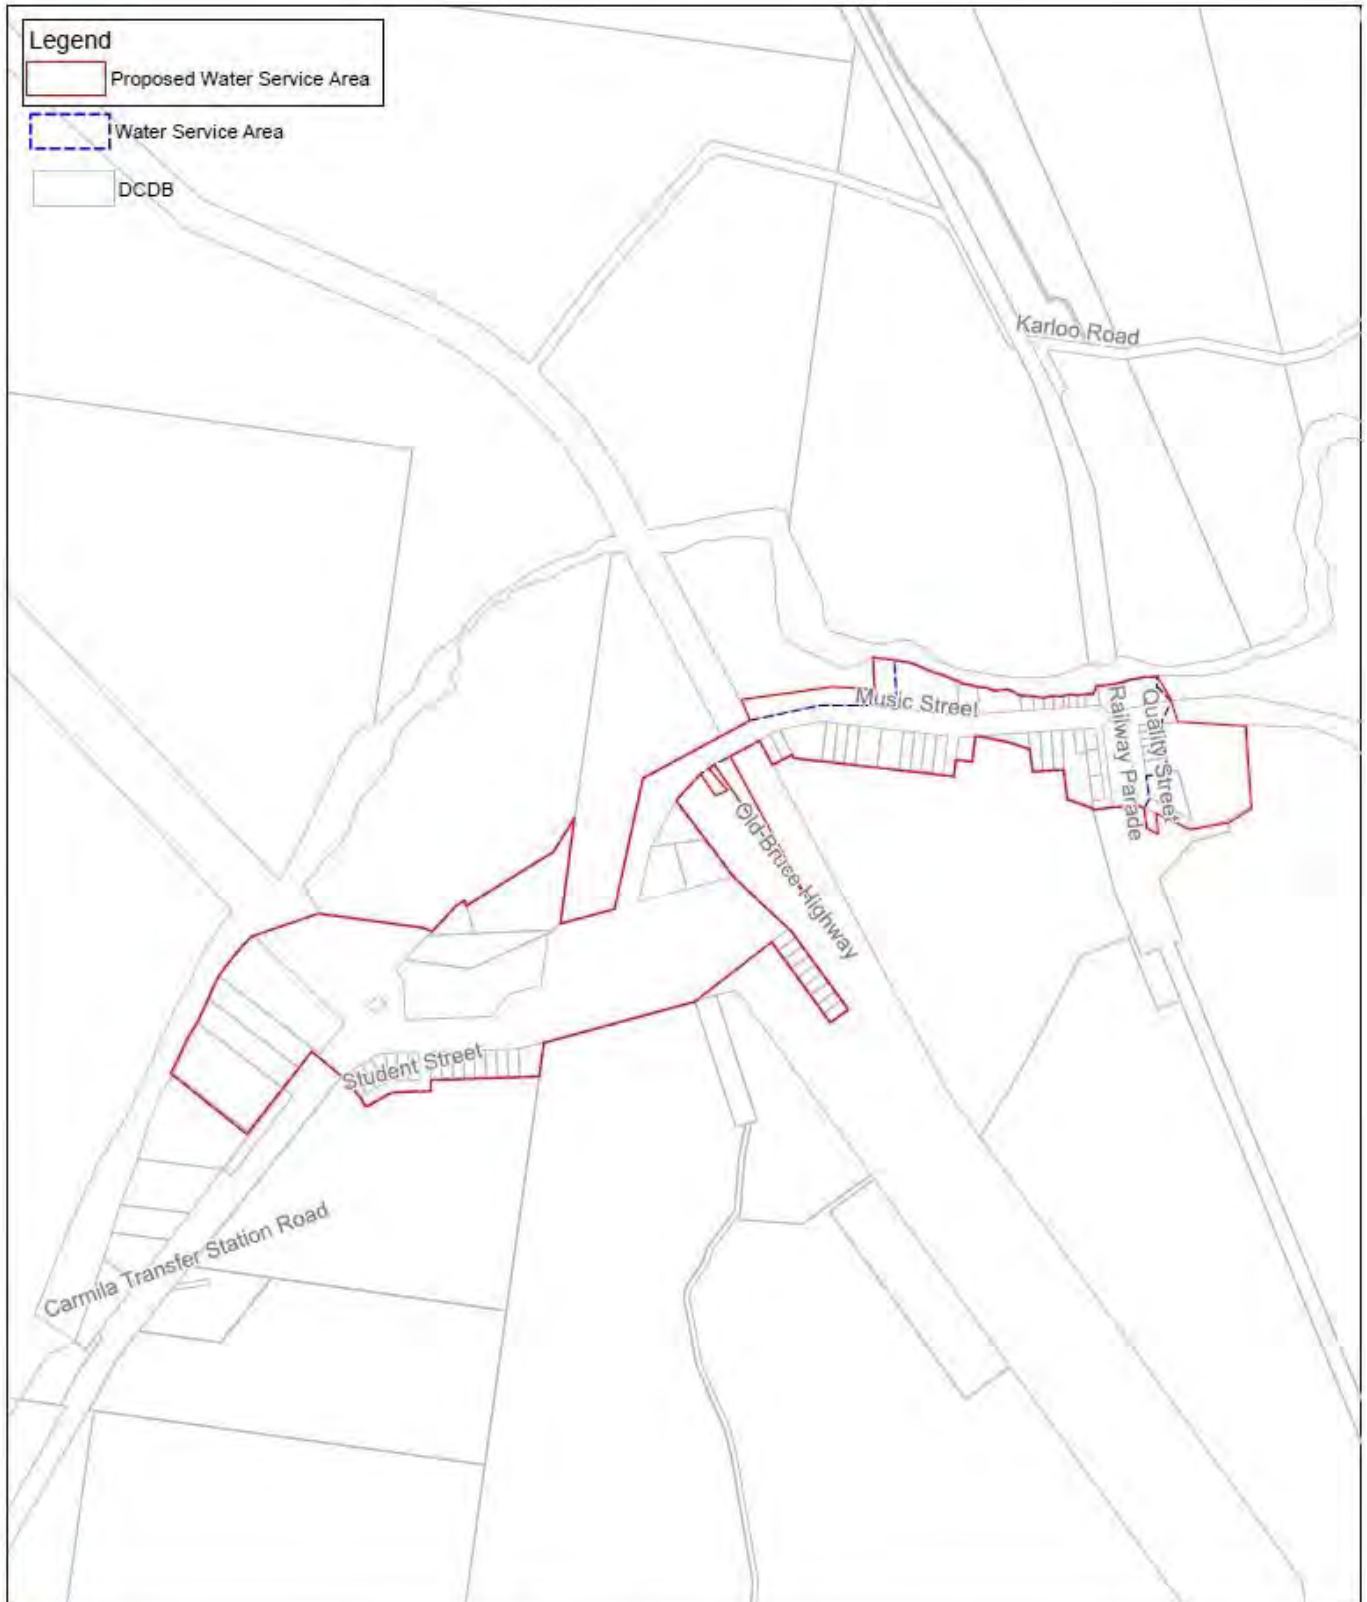 Legend
Proposed Water Service Area
Water Service Area
DCDB
Karloo Road
Music Street
Quality Street
Railway Parade
Old Bruce Highway
Student Street
Carmila Transfer Station Road